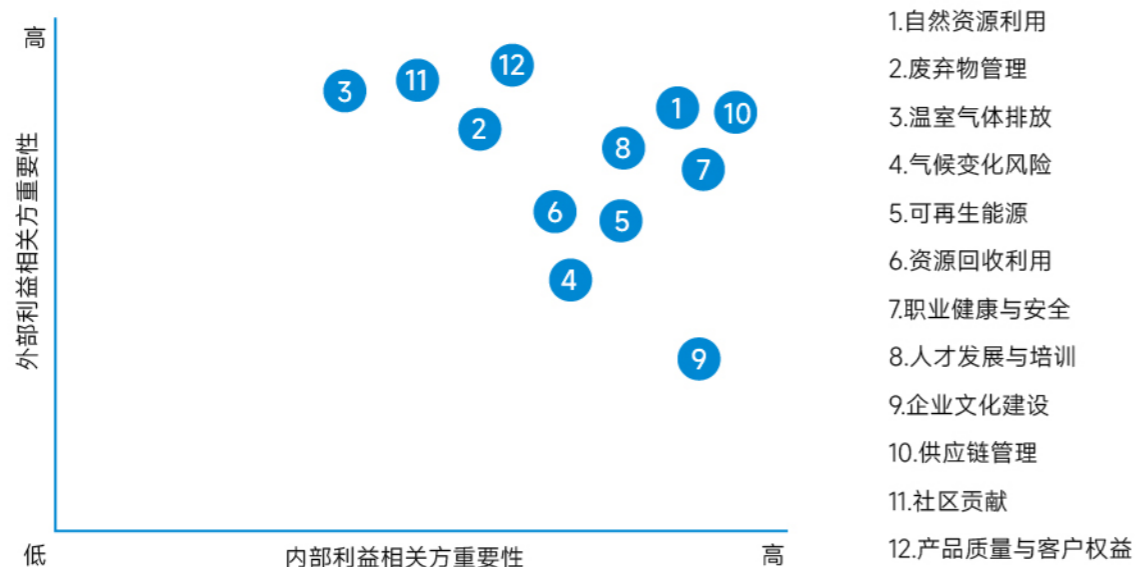 高
外部利益相关方重要性
12
11
3
1
10
2
8
7
6
5
4
9
低
内部利益相关方重要性
高
1.自然资源利用
2.废弃物管理
3.温室气体排放
4.气候变化风险
5.可再生能源
6.资源回收利用
7.职业健康与安全
8.人才发展与培训
9.企业文化建设
10.供应链管理
11.社区贡献
12.产品质量与客户权益